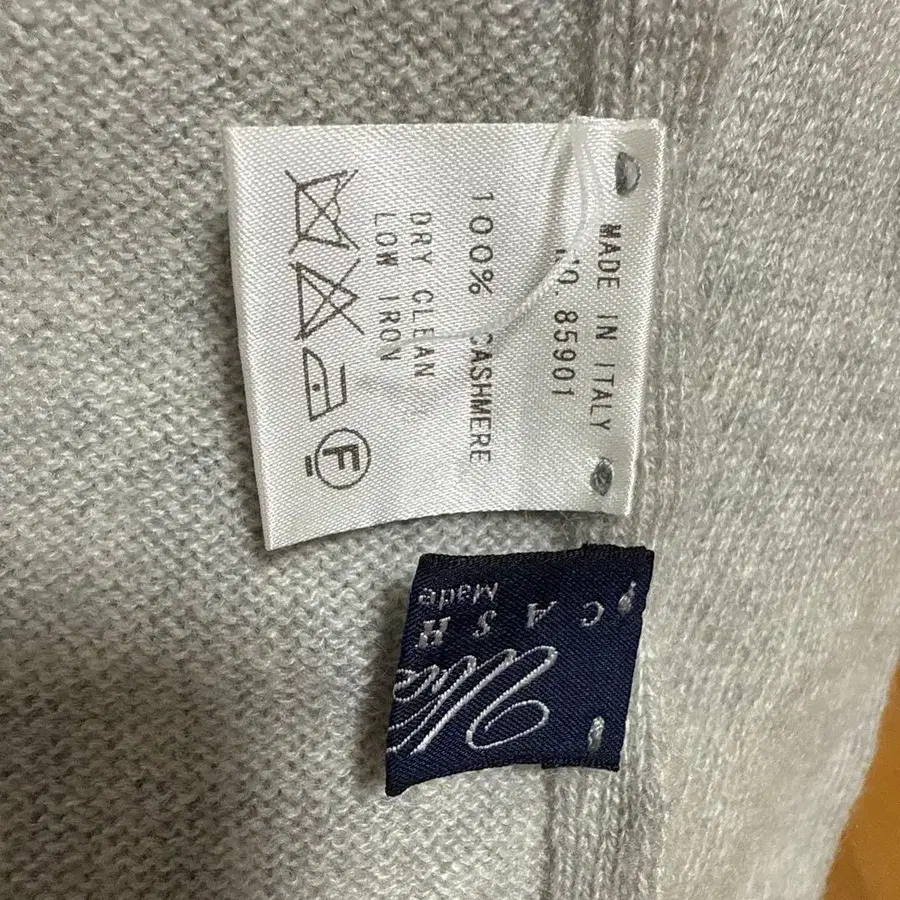 MADE IN ITALY
NO. 85901
100% CASHMERE
DRY CLEAN
LOW IRON
F
CASH
Made